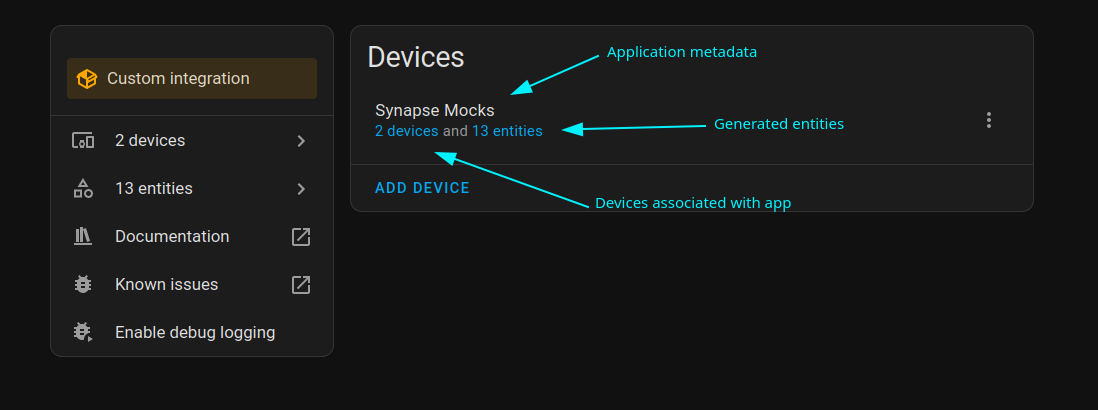 Custom integration
2 devices
13 entities
Documentation
Known issues
Enable debug logging
Devices
Application metadata
Synapse Mocks
2 devices and 13 entities
Generated entities
ADD DEVICE
Devices associated with app